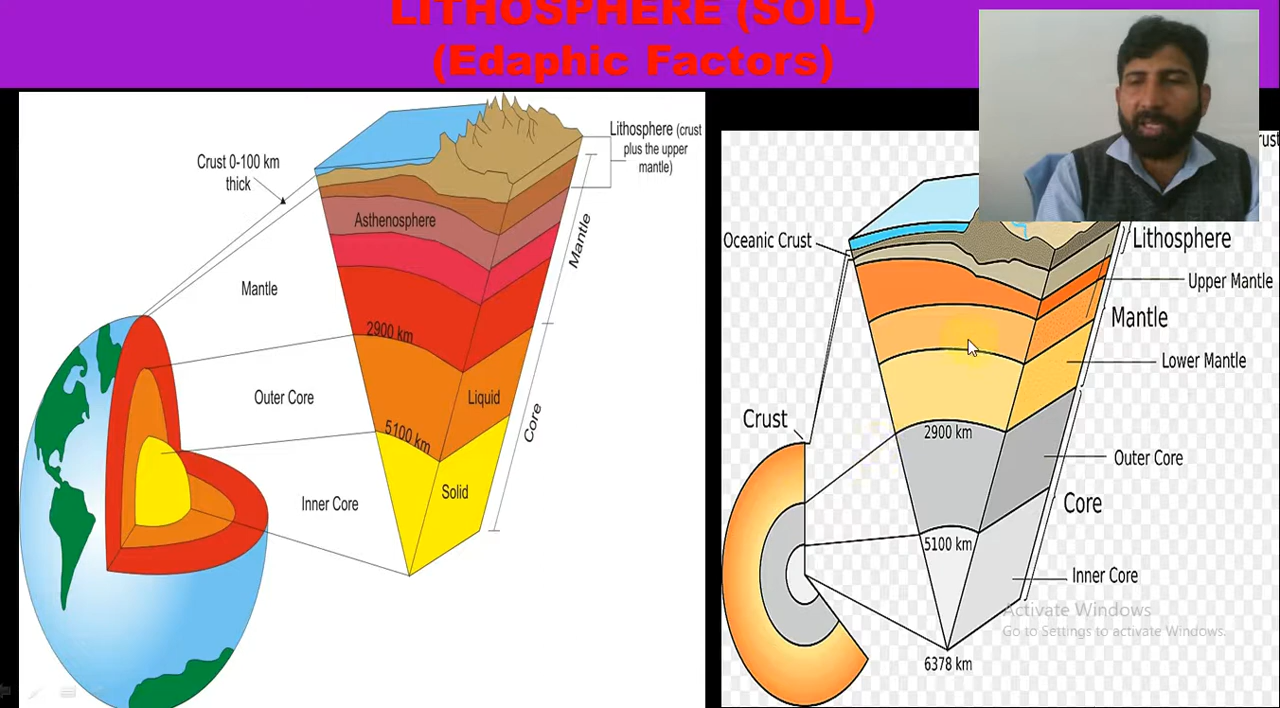 LITHOSPHERE (SOIL)
(Edaphic Factors)
Crust 0-100 km
thick
Lithosphere (crust
plus the upper
mantle)
Asthenosphere
Mantle
Mantle
2900 km
Outer Core
Liquid
5100 km
Core
Inner Core
Solid
Oceanic Crust
Lithosphere
Upper Mantle
Mantle
Lower Mantle
Crust
2900 km
Outer Core
Core
5100 km
Inner Core
6378 km
Activate Windows
Go to Settings to activate Windows.